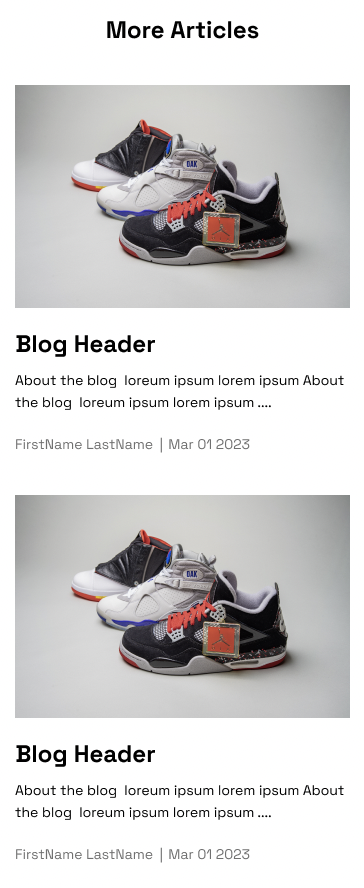 More Articles
BAK
Blog Header
About the blog  loreum ipsum lorem ipsum About
the blog  loreum ipsum lorem ipsum ....
FirstName LastName | Mar 01 2023
BAK
Blog Header
About the blog  loreum ipsum lorem ipsum About
the blog  loreum ipsum lorem ipsum ....
FirstName LastName | Mar 01 2023